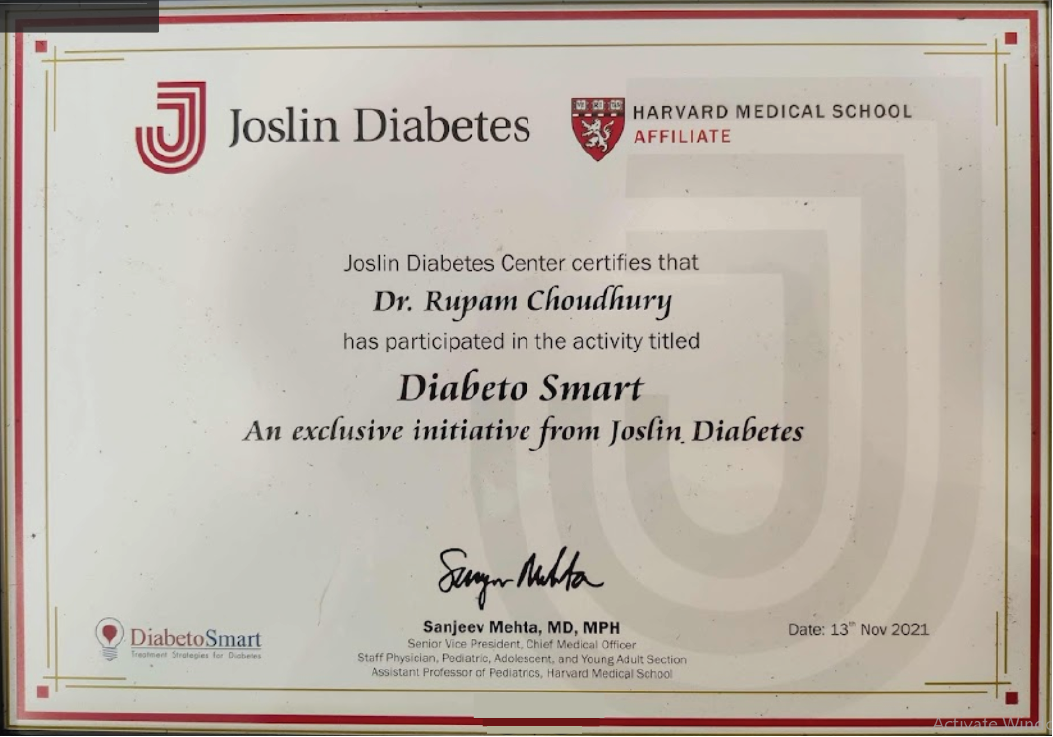 Joslin Diabetes
HARVARD MEDICAL SCHOOL
AFFILIATE
Joslin Diabetes Center certifies that
Dr. Rupam Choudhury
has participated in the activity titled
Diabeto Smart
An exclusive initiative from Joslin Diabetes
Sanjeev Mehta
Sanjeev Mehta, MD, MPH
Senior Vice President, Chief Medical Officer
Staff Physician, Pediatric, Adolescent, and Young Adult Section
Assistant Professor of Pediatrics, Harvard Medical School
DiabetoSmart
Treatment Strategies for Diabetes
Date: 13th Nov 2021
Activate